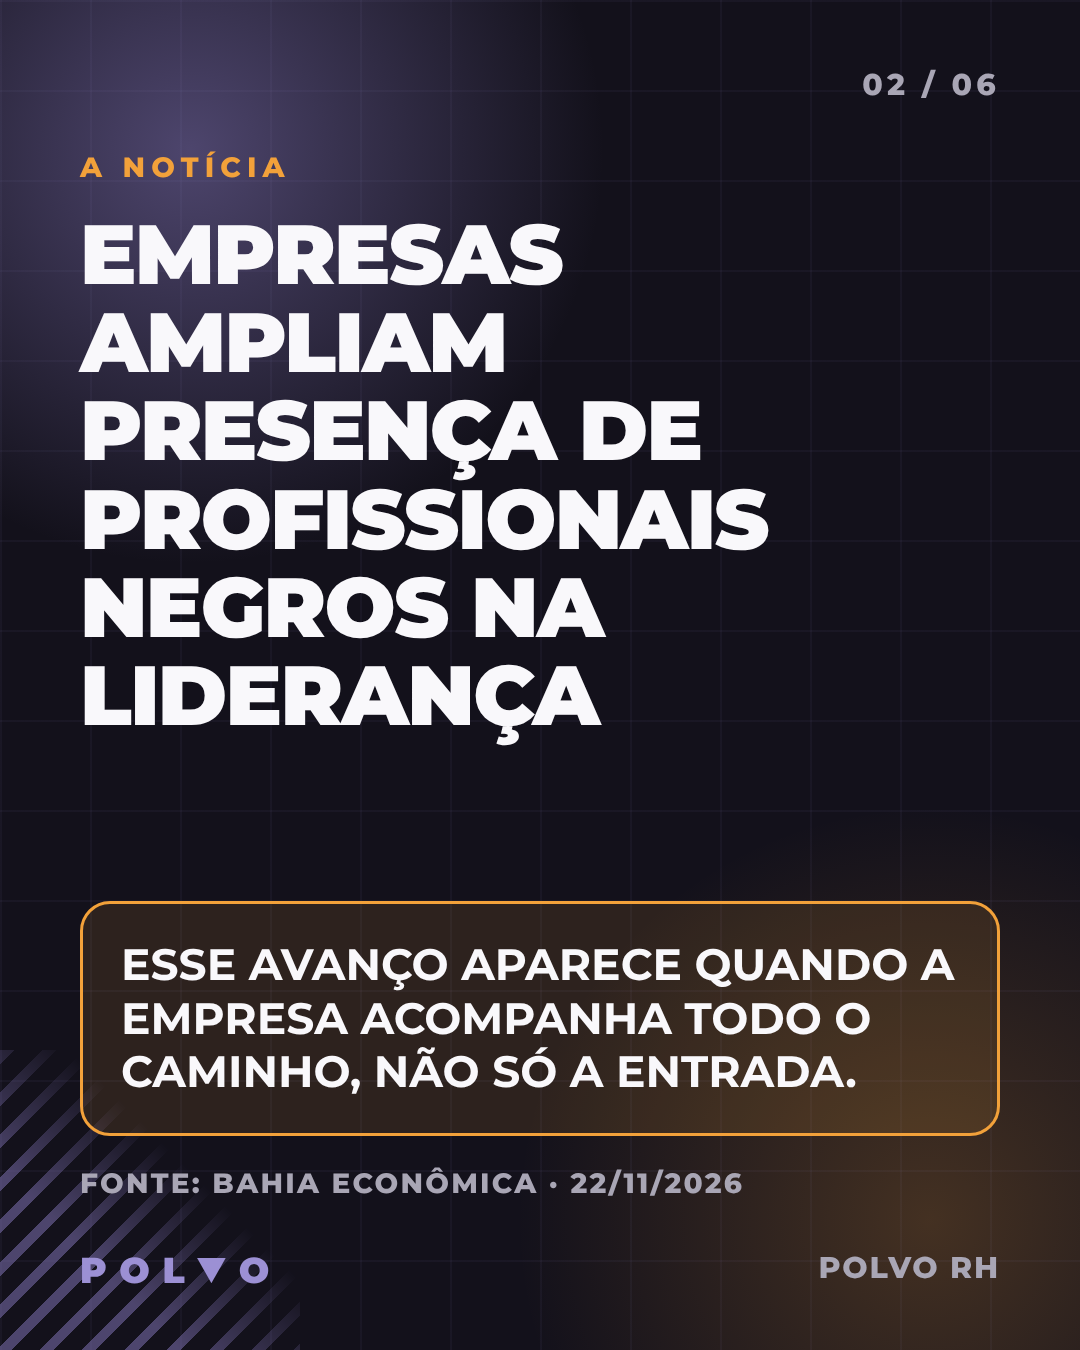 02 / 06
A NOTÍCIA
EMPRESAS
AMPLIAM
PRESENÇA DE
PROFISSIONAIS
NEGROS NA
LIDERANÇA
ESSE AVANÇO APARECE QUANDO A
EMPRESA ACOMPANHA TODO O
CAMINHO, NÃO SÓ A ENTRADA.
FONTE: BAHIA ECONÔMICA • 22/11/2026
POLVO
POLVO RH